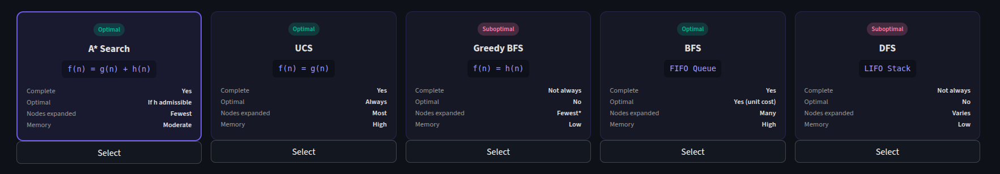 Optimal
A* Search
f(n) = g(n) + h(n)
Complete Yes
Optimal If h admissible
Nodes expanded Fewest
Memory Moderate
Select
Optimal
UCS
f(n) = g(n)
Complete Yes
Optimal Always
Nodes expanded Most
Memory High
Select
Suboptimal
Greedy BFS
f(n) = h(n)
Complete Not always
Optimal No
Nodes expanded Fewest*
Memory Low
Select
Optimal
BFS
FIFO Queue
Complete Yes
Optimal Yes (unit cost)
Nodes expanded Many
Memory High
Select
Suboptimal
DFS
LIFO Stack
Complete Not always
Optimal No
Nodes expanded Varies
Memory Low
Select